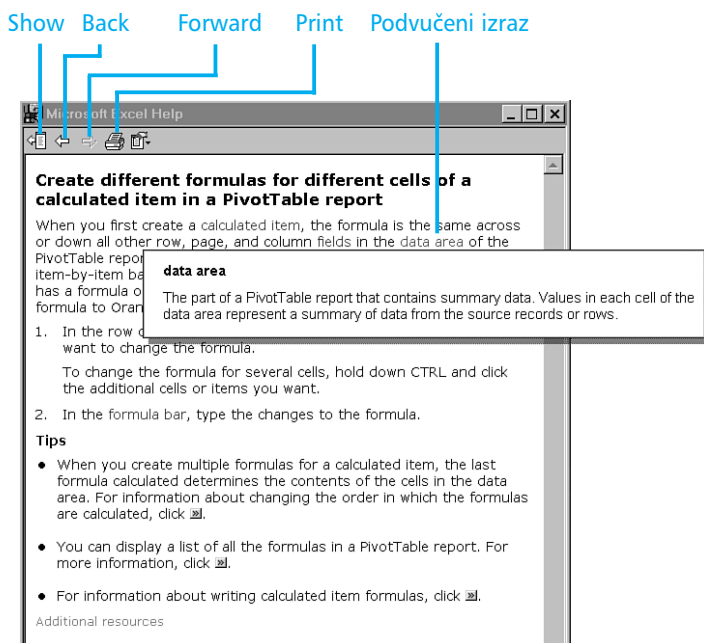 Show Back Forward Print Podvučeni izraz
Microsoft Excel Help
Create different formulas for different cells of a
calculated item in a PivotTable report
When you first create a calculated item, the formula is the same across
or down all other row, page, and column fields in the data area of the
PivotTable repor
item-by-item ba
has a formula o
formula to Oran
data area
The part of a PivotTable report that contains summary data. Values in each cell of the
data area represent a summary of data from the source records or rows.
1. In the row
want to change the formula.
To change the formula for several cells, hold down CTRL and click
the additional cells or items you want.
2. In the formula bar, type the changes to the formula.
Tips
• When you create multiple formulas for a calculated item, the last
formula calculated determines the contents of the cells in the data
area. For information about changing the order in which the formulas
are calculated, click ».
• You can display a list of all the formulas in a PivotTable report. For
more information, click ».
• For information about writing calculated item formulas, click ».
Additional resources